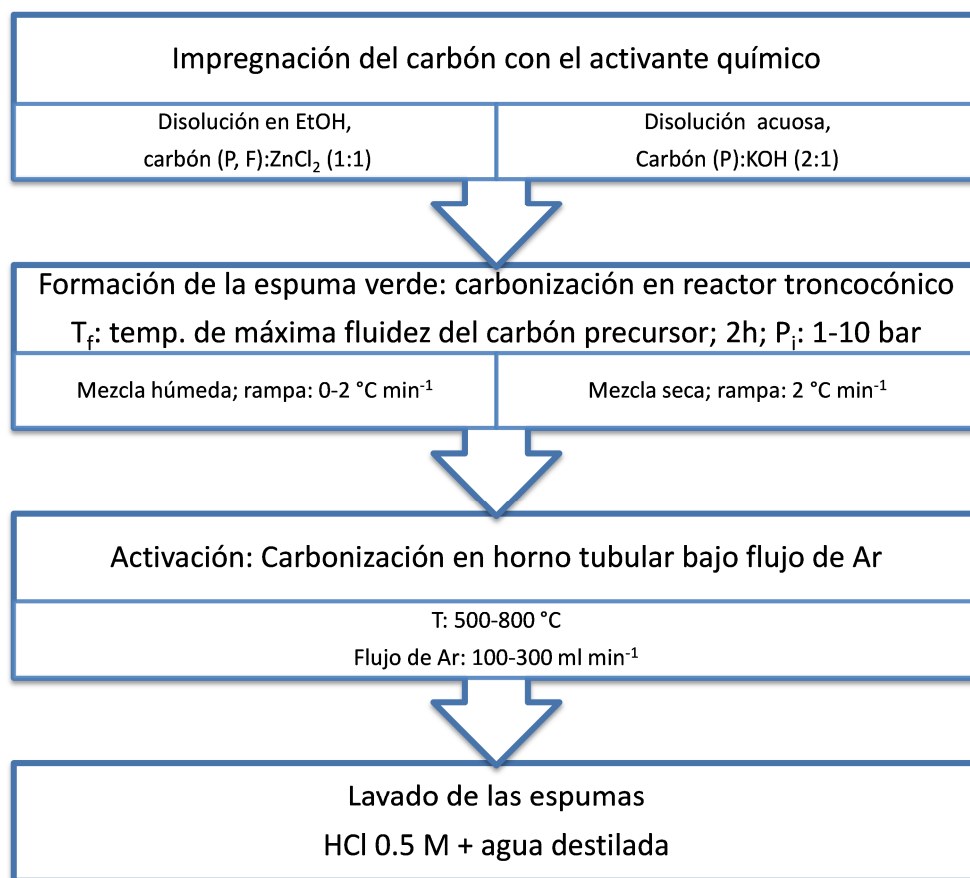 Impregnación del carbón con el activante químico
Disolución en EtOH,
carbón (P, F):ZnCl₂ (1:1)
Disolución acuosa,
Carbón (P):KOH (2:1)
Formación de la espuma verde: carbonización en reactor troncocónico
T_f: temp. de máxima fluidez del carbón precursor; 2h; P_i: 1-10 bar
Mezcla húmeda; rampa: 0-2 °C min⁻¹
Mezcla seca; rampa: 2 °C min⁻¹
Activación: Carbonización en horno tubular bajo flujo de Ar
T: 500-800 °C
Flujo de Ar: 100-300 ml min⁻¹
Lavado de las espumas
HCl 0.5 M + agua destilada